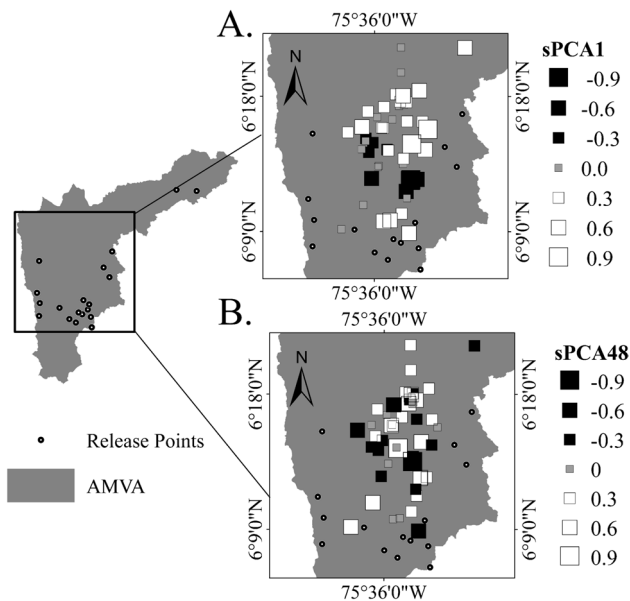 A.
75°36'0"W
N
6°18'0"N
6°9'0"N
6°18'0"N
6°9'0"N
75°36'0"W
sPCA1
-0.9
-0.6
-0.3
0.0
0.3
0.6
0.9
B.
75°36'0"W
N
6°18'0"N
6°9'0"N
6°18'0"N
6°9'0"N
75°36'0"W
sPCA48
-0.9
-0.6
-0.3
0
0.3
0.6
0.9
Release Points
AMVA